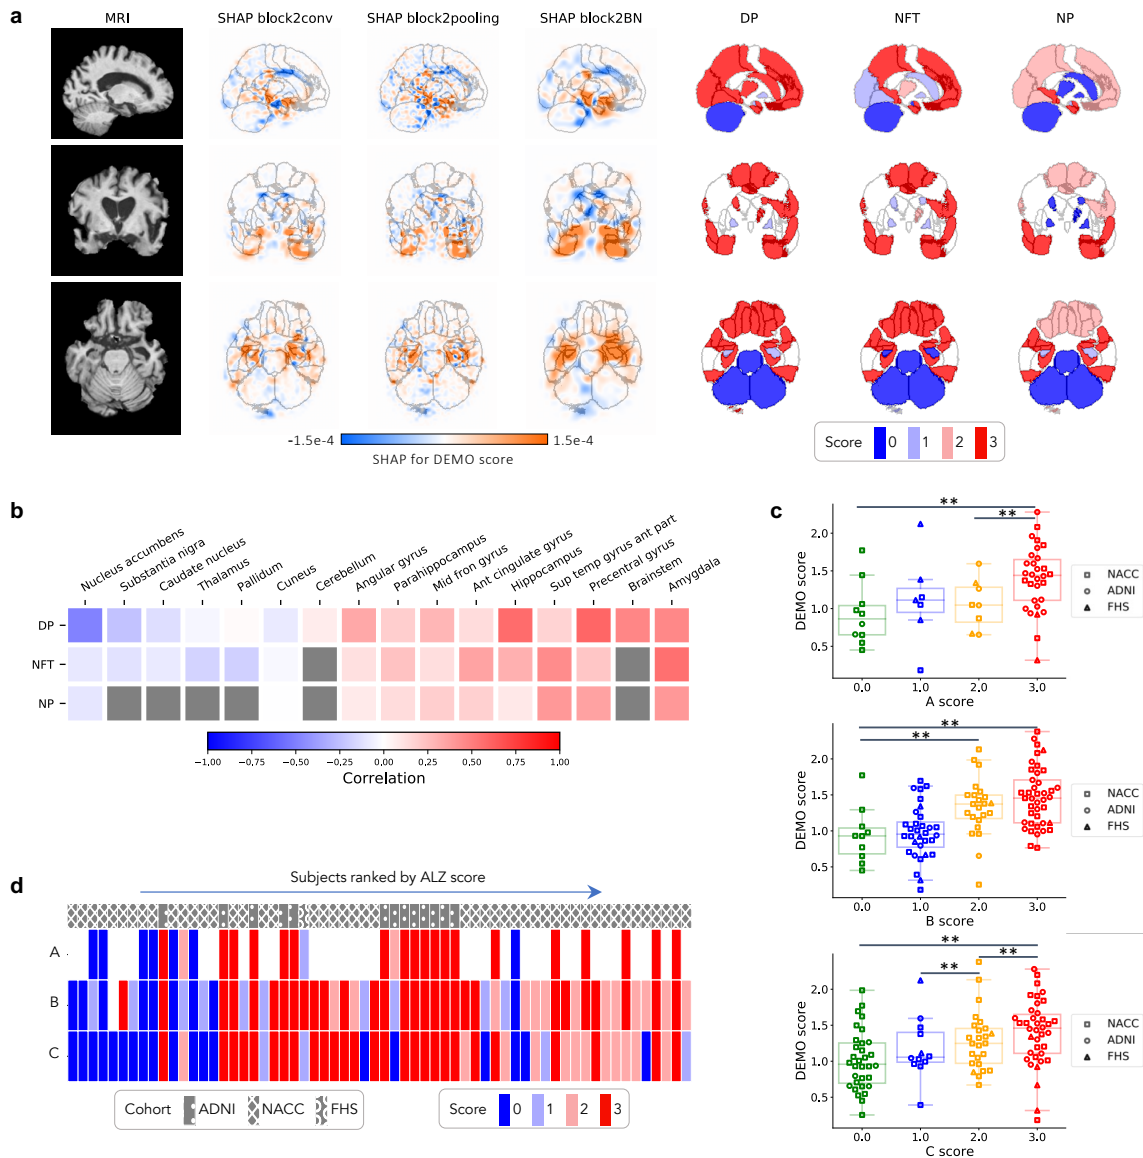 a
MRI
SHAP block2conv
SHAP block2pooling
SHAP block2BN
DP
NFT
NP
-1.5e-4
1.5e-4
SHAP for DEMO score
Score 0 1 2 3
b
Nucleus accumbens
Substantia nigra
Caudate nucleus
Thalamus
Pallidum
Cuneus
Cerebellum
Angular gyrus
Parahippocampus
Mid fron gyrus
Ant cingulate gyrus
Hippocampus
Sup temp gyrus ant part
Precentral gyrus
Brainstem
Amygdala
DP
NFT
NP
-1,00 -0,75 -0,50 -0,25 0,00 0,25 0,50 0,75 1,00
Correlation
c
**
**
2.0
1.5
1.0
0.5
DEMO score
0.0 1.0 2.0 3.0
A score
NACC
ADNI
FHS
**
**
2.0
1.5
1.0
0.5
DEMO score
0.0 1.0 2.0 3.0
B score
NACC
ADNI
FHS
**
**
**
2.0
1.5
1.0
0.5
DEMO score
0.0 1.0 2.0 3.0
C score
NACC
ADNI
FHS
d
Subjects ranked by ALZ score
A
B
C
Cohort ADNI NACC FHS
Score 0 1 2 3